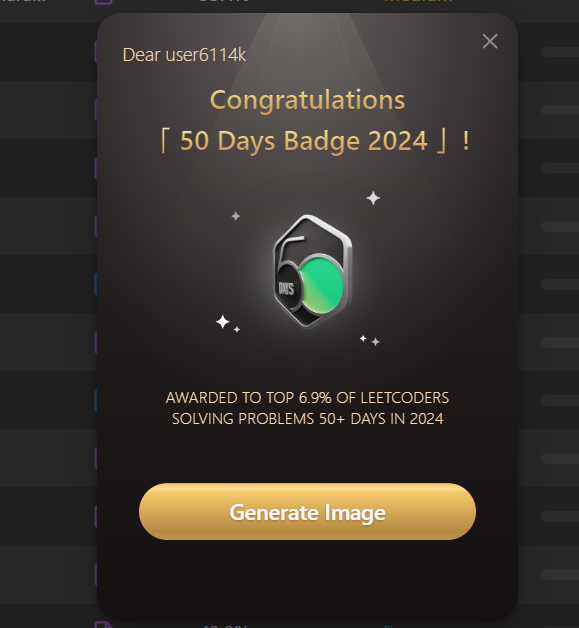 Medium
Dear user6114k
Congratulations
「 50 Days Badge 2024 」 !
DAYS
AWARDED TO TOP 6.9% OF LEETCODERS
SOLVING PROBLEMS 50+ DAYS IN 2024
Generate Image